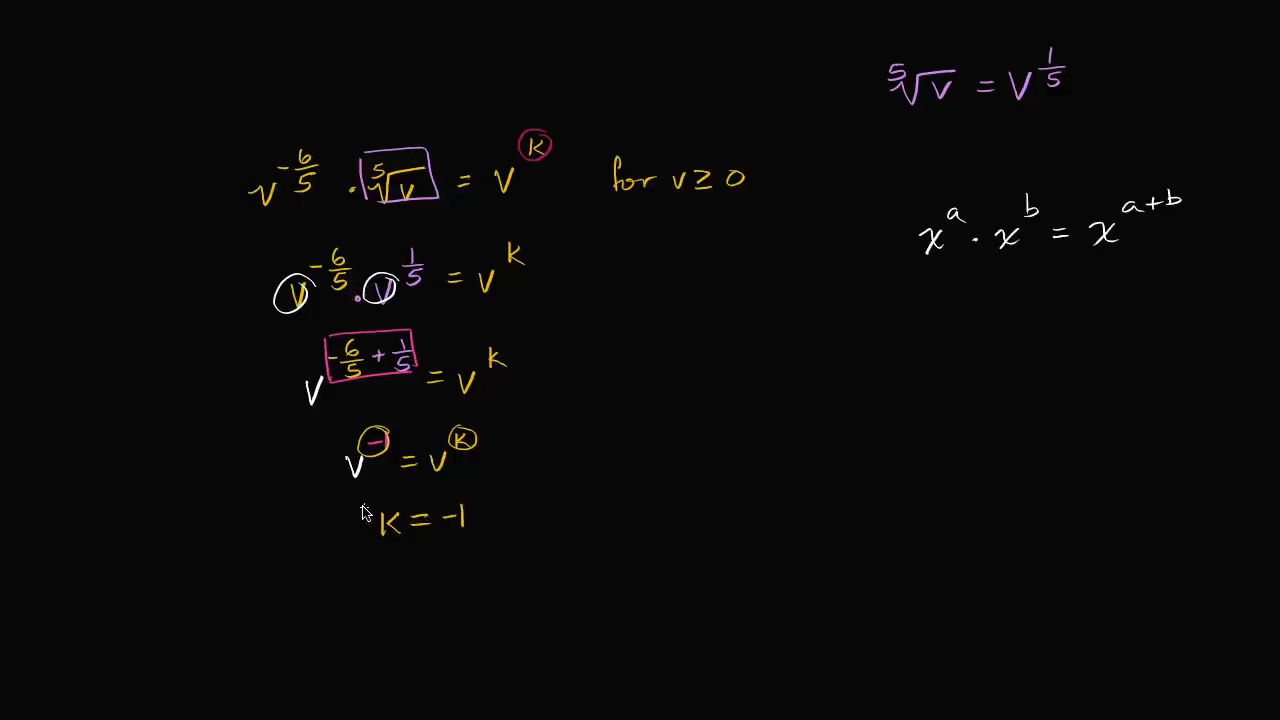 ⁵√v = v^(1/5)
v^(-6/5) · ⁵√v = v^k for v ≥ 0
x^a · x^b = x^(a+b)
v^(-6/5) · v^(1/5) = v^k
v^(-6/5 + 1/5) = v^k
v^(-1) = v^k
k = -1